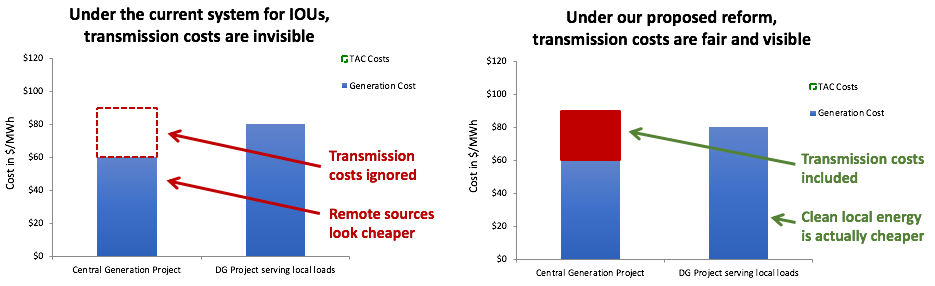 Under the current system for IOUs,
transmission costs are invisible
$120
$100
$80
$60
$40
$20
$0
Cost in $/MWh
TAC Costs
Generation Cost
Transmission
costs ignored
Remote sources
look cheaper
Central Generation Project
DG Project serving local loads
Under our proposed reform,
transmission costs are fair and visible
$120
$100
$80
$60
$40
$20
$0
Cost in $/MWh
TAC Costs
Generation Cost
Transmission costs
included
Clean local energy
is actually cheaper
Central Generation Project
DG Project serving local loads